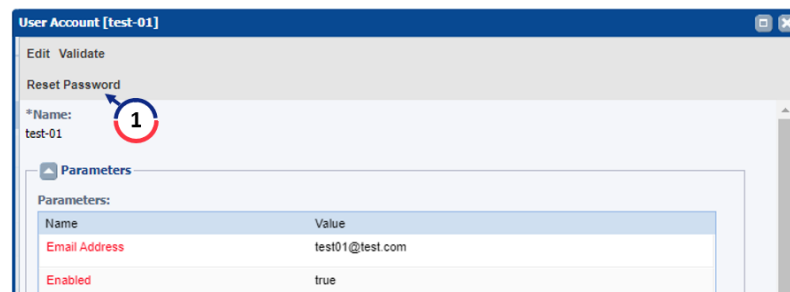 User Account [test-01]
Edit Validate
Reset Password
1
*Name:
test-01
Parameters
Parameters:
Name Value
Email Address test01@test.com
Enabled true